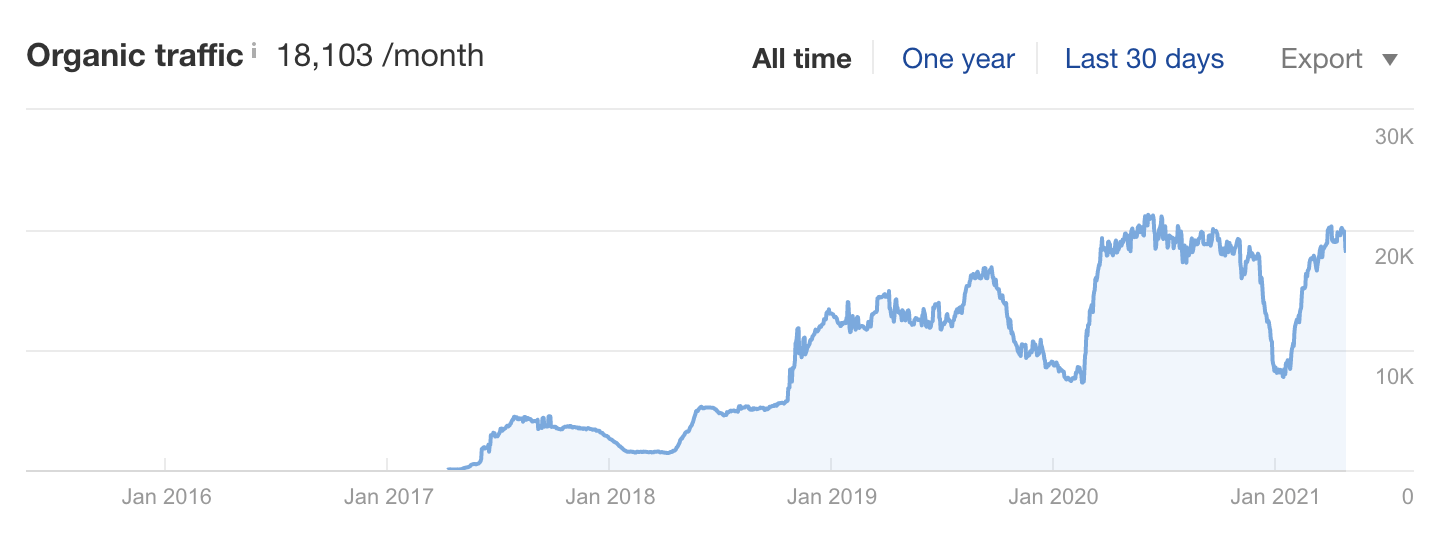 Organic traffic i 18,103 /month All time One year Last 30 days Export
30K
20K
10K
Jan 2016 Jan 2017 Jan 2018 Jan 2019 Jan 2020 Jan 2021 0